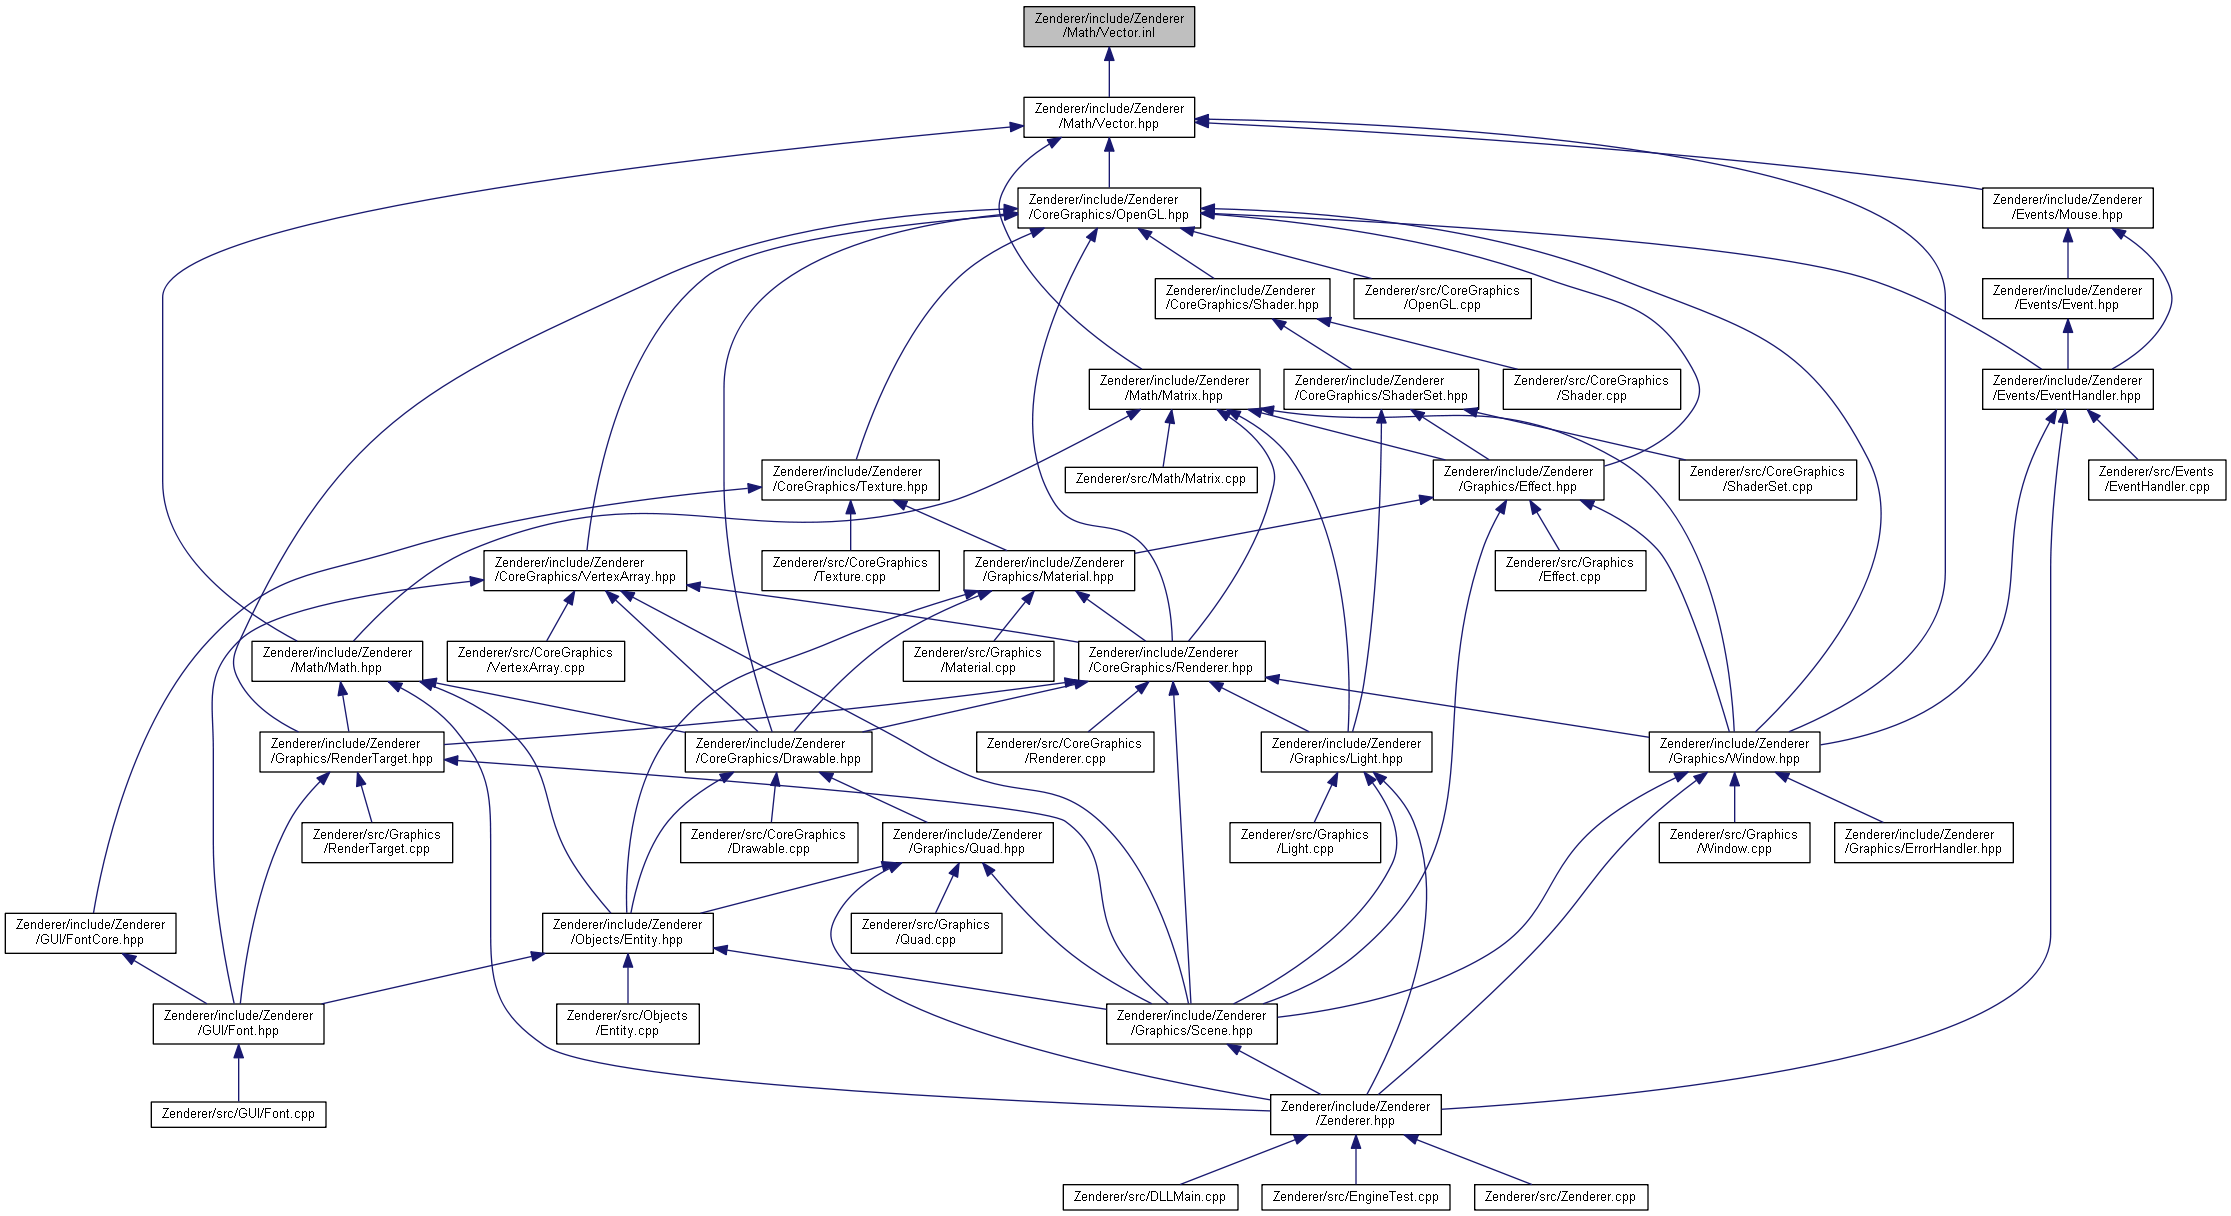 Zenderer/include/Zenderer
/Math/Vector.inl
Zenderer/include/Zenderer
/Math/Vector.hpp
Zenderer/include/Zenderer
/CoreGraphics/OpenGL.hpp
Zenderer/include/Zenderer
/Events/Mouse.hpp
Zenderer/include/Zenderer
/CoreGraphics/Shader.hpp
Zenderer/src/CoreGraphics
/OpenGL.cpp
Zenderer/include/Zenderer
/Events/Event.hpp
Zenderer/include/Zenderer
/Math/Matrix.hpp
Zenderer/include/Zenderer
/CoreGraphics/ShaderSet.hpp
Zenderer/src/CoreGraphics
/Shader.cpp
Zenderer/include/Zenderer
/Events/EventHandler.hpp
Zenderer/include/Zenderer
/CoreGraphics/Texture.hpp
Zenderer/src/Math/Matrix.cpp
Zenderer/include/Zenderer
/Graphics/Effect.hpp
Zenderer/src/CoreGraphics
/ShaderSet.cpp
Zenderer/src/Events
/EventHandler.cpp
Zenderer/include/Zenderer
/CoreGraphics/VertexArray.hpp
Zenderer/src/CoreGraphics
/Texture.cpp
Zenderer/include/Zenderer
/Graphics/Material.hpp
Zenderer/src/Graphics
/Effect.cpp
Zenderer/include/Zenderer
/Math/Math.hpp
Zenderer/src/CoreGraphics
/VertexArray.cpp
Zenderer/src/Graphics
/Material.cpp
Zenderer/include/Zenderer
/CoreGraphics/Renderer.hpp
Zenderer/include/Zenderer
/Graphics/RenderTarget.hpp
Zenderer/include/Zenderer
/CoreGraphics/Drawable.hpp
Zenderer/src/CoreGraphics
/Renderer.cpp
Zenderer/include/Zenderer
/Graphics/Light.hpp
Zenderer/include/Zenderer
/Graphics/Window.hpp
Zenderer/src/Graphics
/RenderTarget.cpp
Zenderer/src/CoreGraphics
/Drawable.cpp
Zenderer/include/Zenderer
/Graphics/Quad.hpp
Zenderer/src/Graphics
/Light.cpp
Zenderer/src/Graphics
/Window.cpp
Zenderer/include/Zenderer
/Graphics/ErrorHandler.hpp
Zenderer/include/Zenderer
/GUI/FontCore.hpp
Zenderer/include/Zenderer
/Objects/Entity.hpp
Zenderer/src/Graphics
/Quad.cpp
Zenderer/include/Zenderer
/GUI/Font.hpp
Zenderer/src/Objects
/Entity.cpp
Zenderer/include/Zenderer
/Graphics/Scene.hpp
Zenderer/src/GUI/Font.cpp
Zenderer/include/Zenderer
/Zenderer.hpp
Zenderer/src/DLLMain.cpp
Zenderer/src/EngineTest.cpp
Zenderer/src/Zenderer.cpp